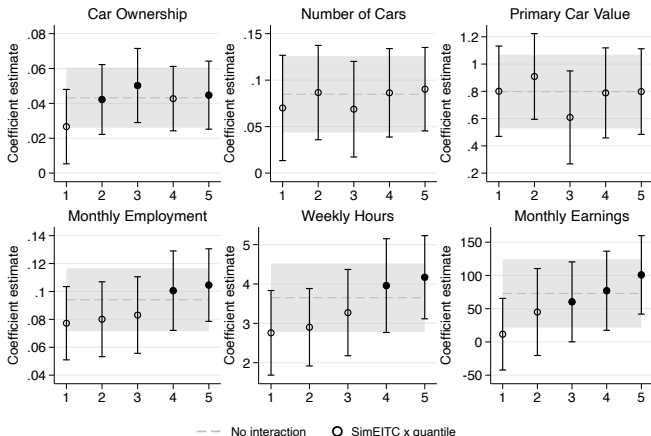 Car Ownership
Number of Cars
Primary Car Value
Coefficient estimate
.08
.06
.04
.02
0
1 2 3 4 5
Coefficient estimate
.15
.1
.05
0
1 2 3 4 5
Coefficient estimate
1.2
1
.8
.6
.4
.2
1 2 3 4 5
Monthly Employment
Weekly Hours
Monthly Earnings
Coefficient estimate
.14
.12
.1
.08
.06
.04
1 2 3 4 5
Coefficient estimate
5
4
3
2
1 2 3 4 5
Coefficient estimate
150
100
50
0
-50
1 2 3 4 5
No interaction
SimEITC x quantile